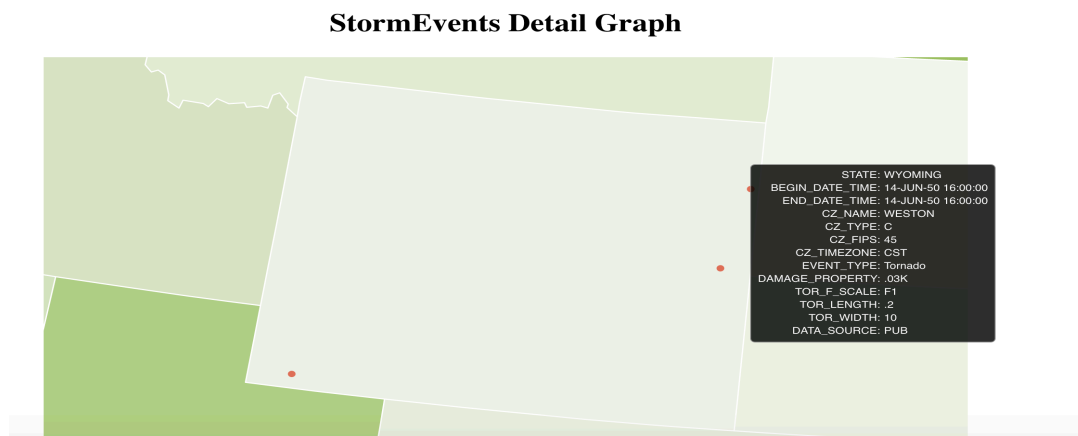 StormEvents Detail Graph
STATE: WYOMING
BEGIN_DATE_TIME: 14-JUN-50 16:00:00
END_DATE_TIME: 14-JUN-50 16:00:00
CZ_NAME: WESTON
CZ_TYPE: C
CZ_FIPS: 45
CZ_TIMEZONE: CST
EVENT_TYPE: Tornado
DAMAGE_PROPERTY: .03K
TOR_F_SCALE: F1
TOR_LENGTH: .2
TOR_WIDTH: 10
DATA_SOURCE: PUB